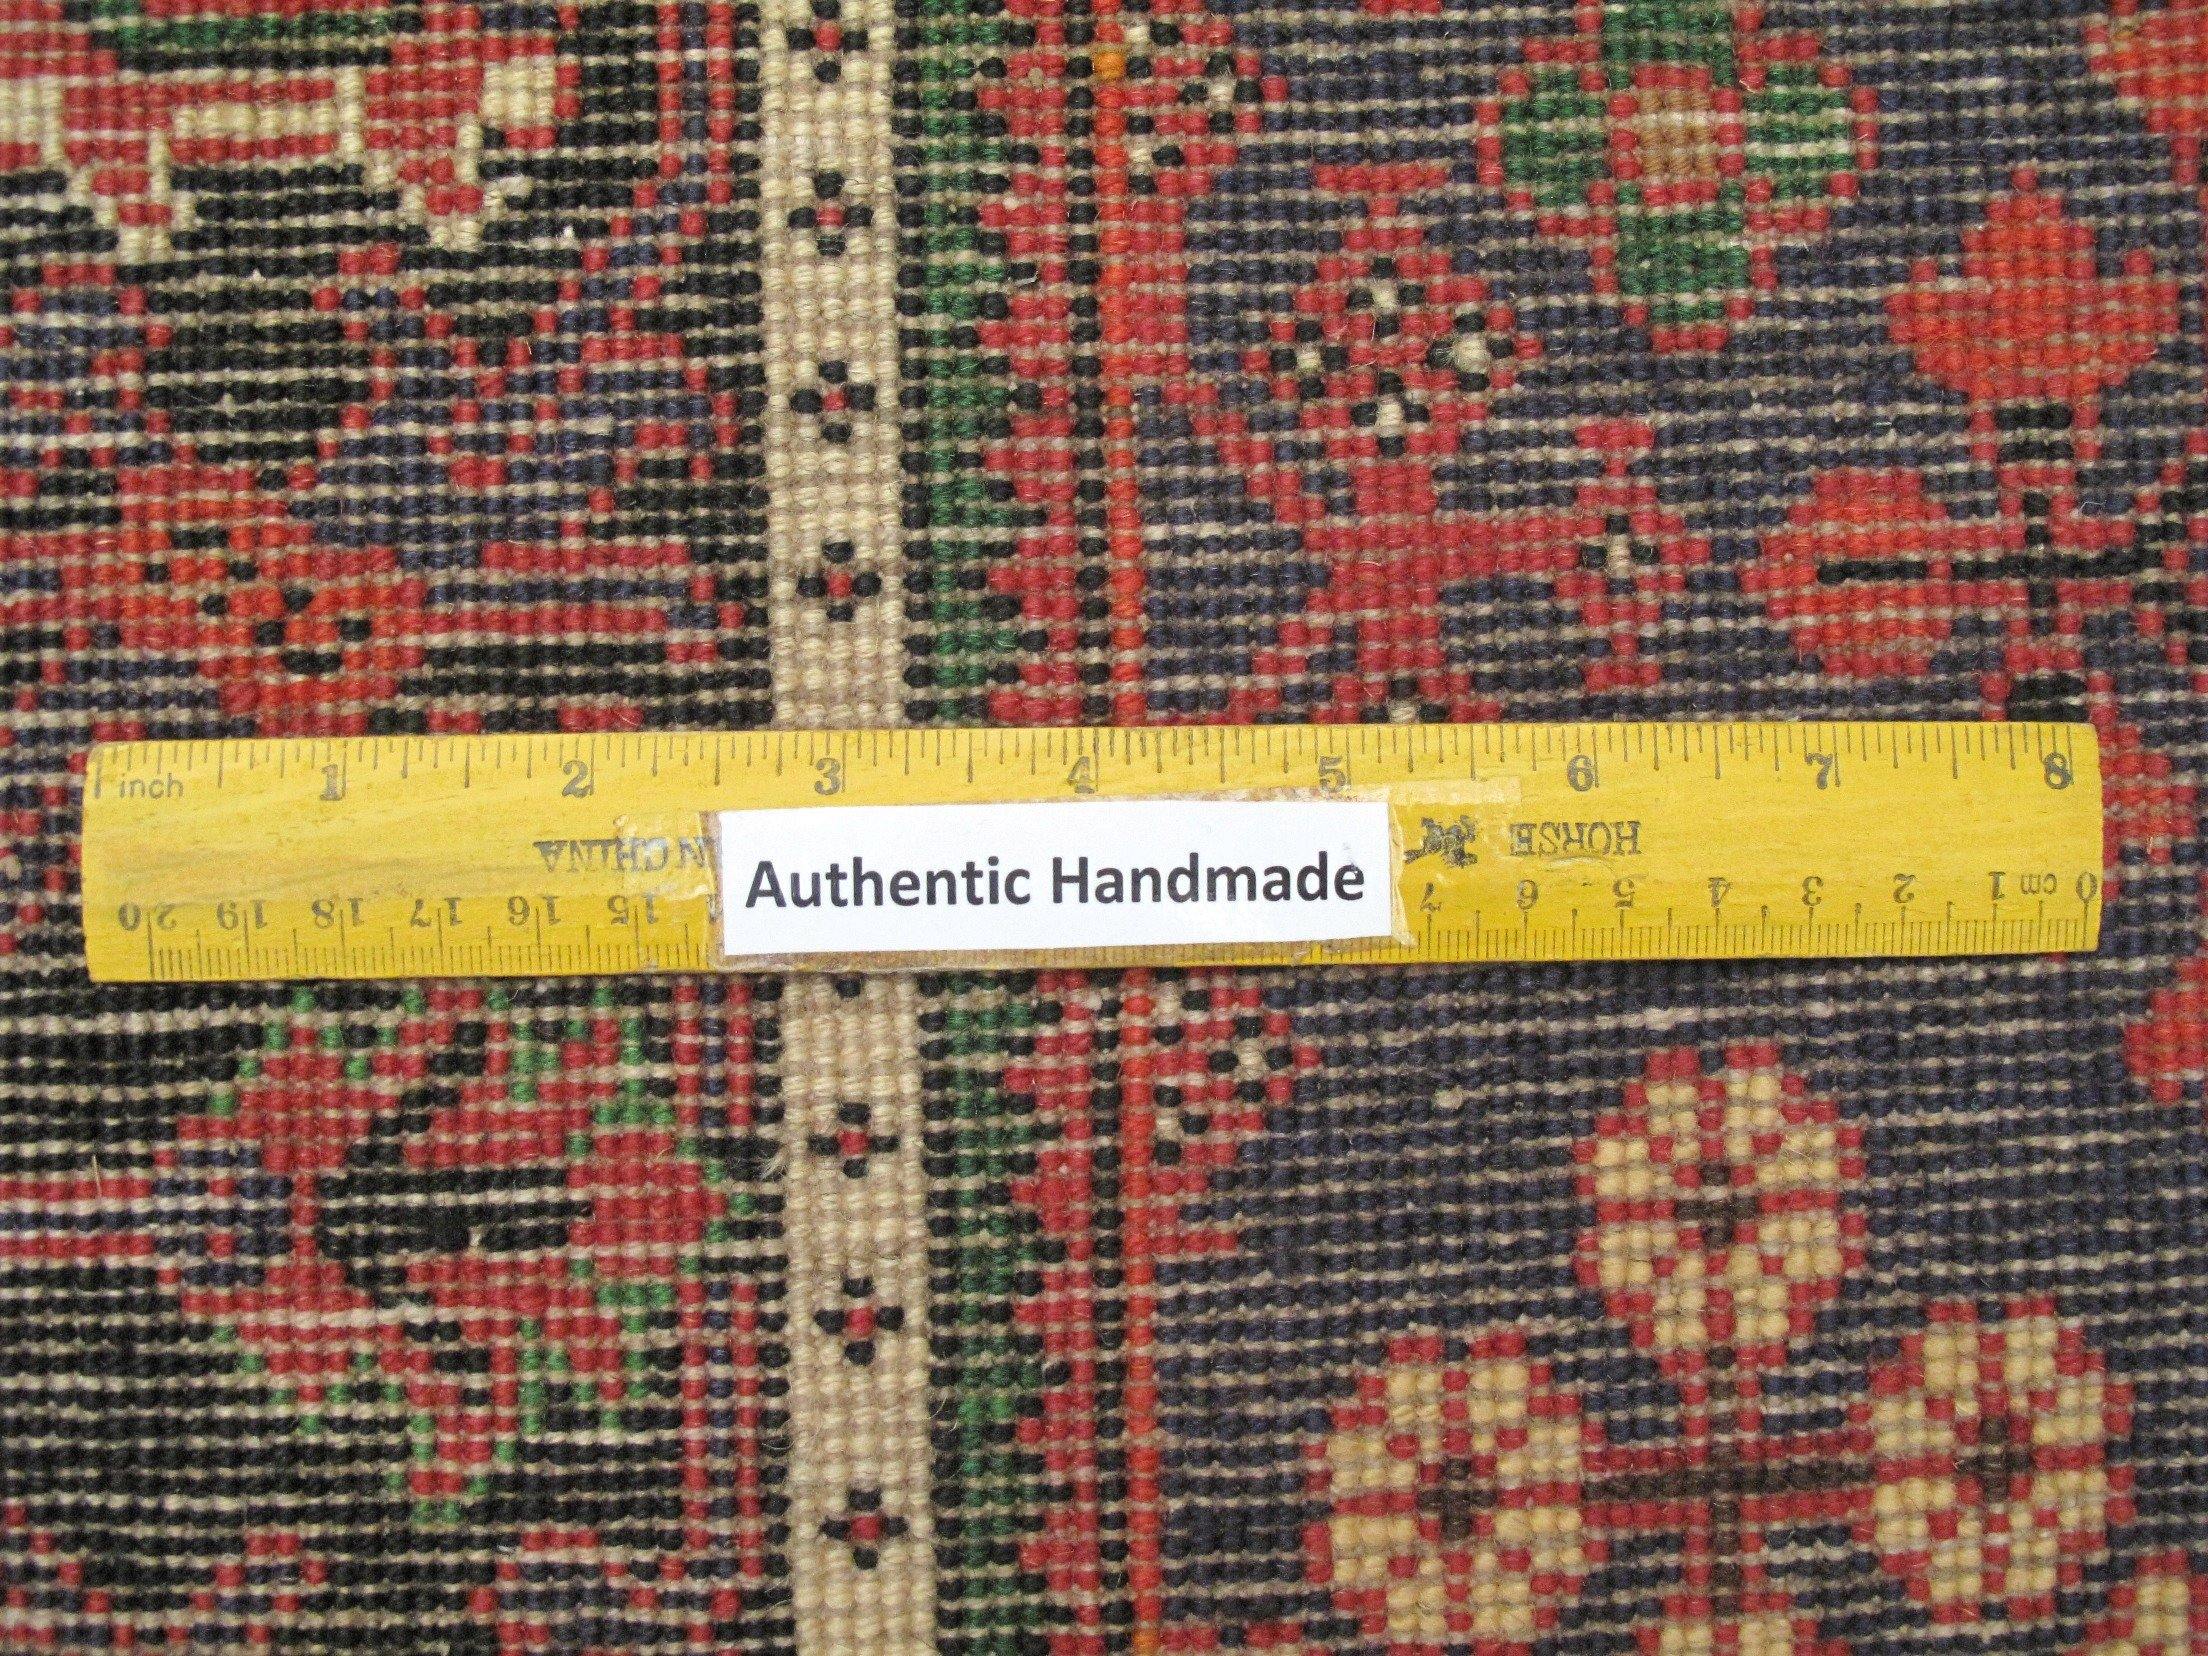 inch 1 2 3 4 5 6 7 8
Authentic Handmade
HORSE
N CHINA
20 19 18 17 16 15 7 6 5 4 3 2 1 cm 0